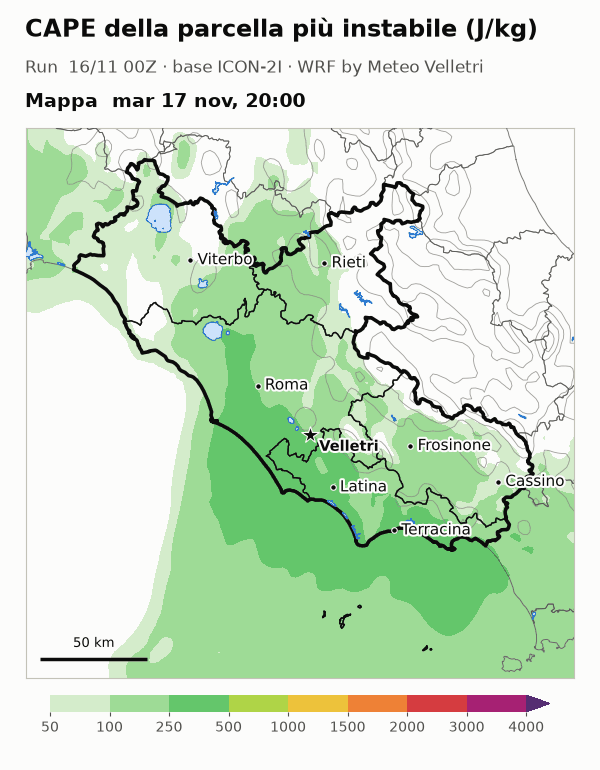 CAPE della parcella più instabile (J/kg)
Run 16/11 00Z · base ICON-2I · WRF by Meteo Velletri
Mappa mar 17 nov, 20:00
Viterbo
Rieti
Roma
Velletri
Frosinone
Cassino
Latina
Terracina
50 km
50 100 250 500 1000 1500 2000 3000 4000